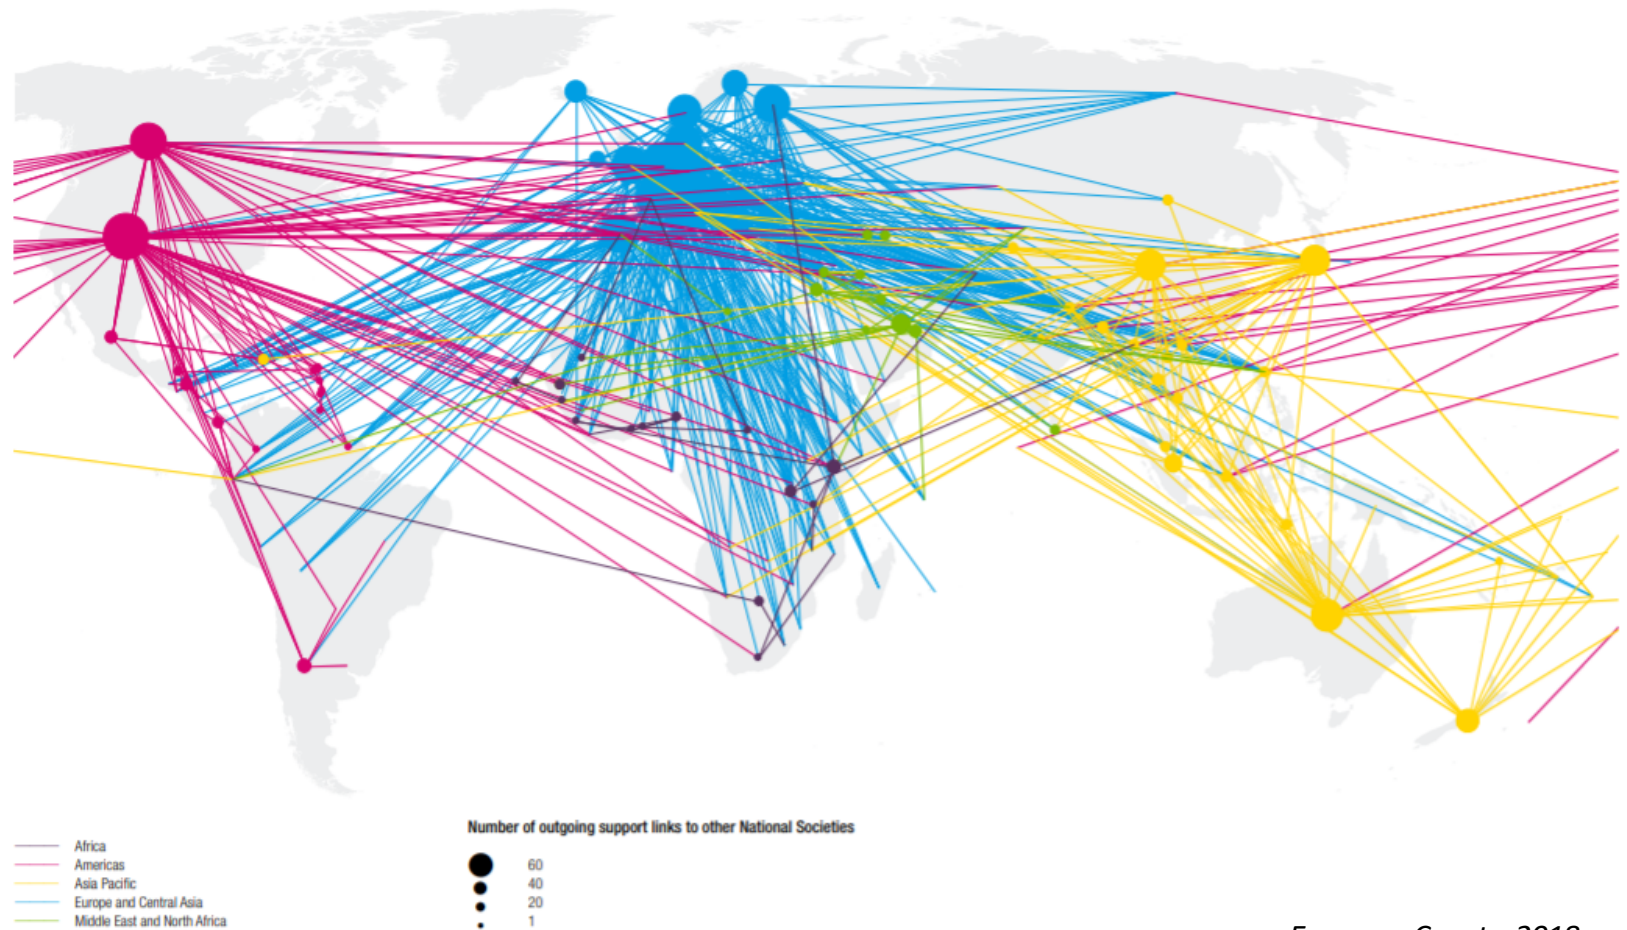 Number of outgoing support links to other National Societies
Africa
Americas
Asia Pacific
Europe and Central Asia
Middle East and North Africa
60
40
20
1
2018